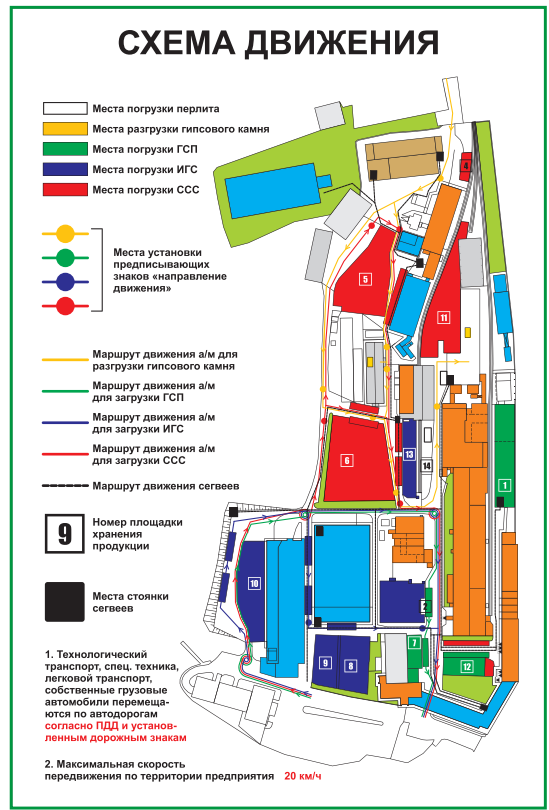 СХЕМА ДВИЖЕНИЯ
Места погрузки перлита
Места разгрузки гипсового камня
Места погрузки ГСП
Места погрузки ИГС
Места погрузки ССС
Места установки
предписывающих
знаков «направление
движения»
Маршрут движения а/м для
разгрузки гипсового камня
Маршрут движения а/м
для загрузки ГСП
Маршрут движения а/м
для загрузки ИГС
Маршрут движения а/м
для загрузки ССС
Маршрут движения сегвеев
9
Номер площадки
хранения
продукции
Места стоянки
сегвеев
1. Технологический
транспорт, спец. техника,
легковой транспорт,
собственные грузовые
автомобили перемеща-
ются по автодорогам
согласно ПДД и установ-
ленным дорожным знакам
2. Максимальная скорость
передвижения по территории предприятия 20 км/ч
4
5
11
6
13
14
1
10
2
9
8
7
12